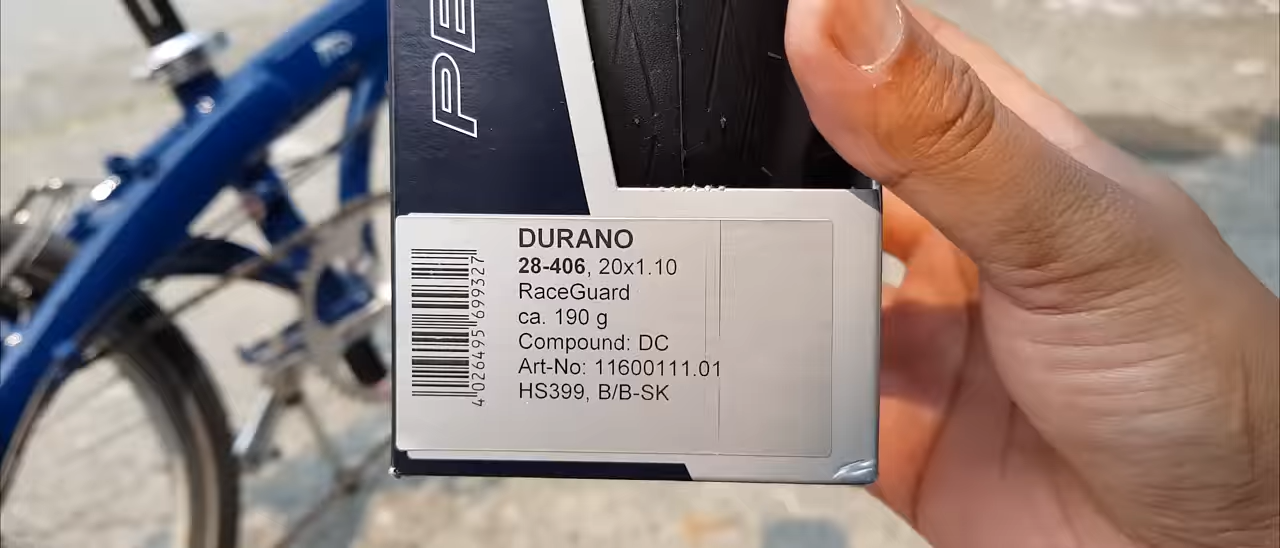 PE
DURANO
28-406, 20x1.10
RaceGuard
ca. 190 g
Compound: DC
Art-No: 11600111.01
HS399, B/B-SK
4 026495 699327